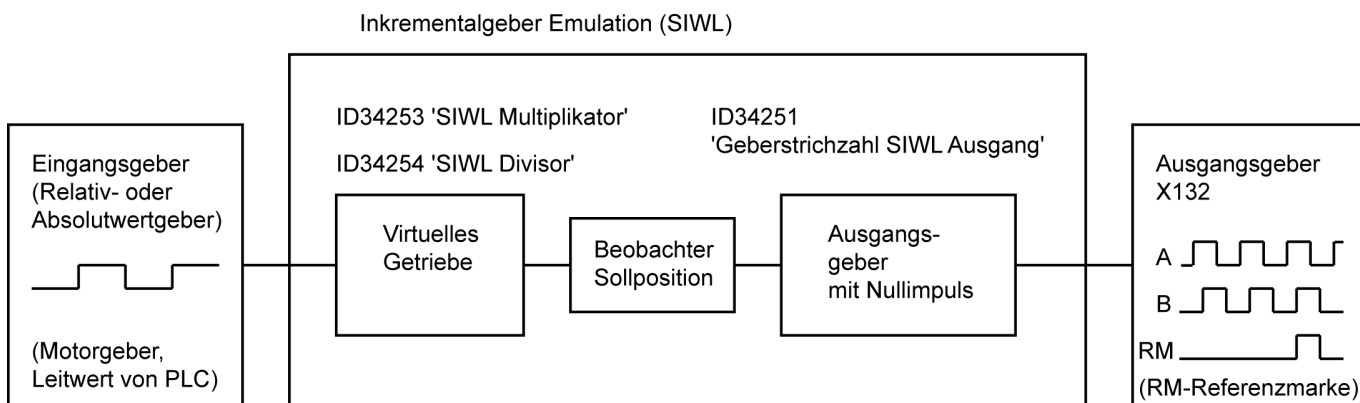 Inkrementalgeber Emulation (SIWL)
Eingangsgeber
(Relativ- oder
Absolutwertgeber)
(Motorgeber,
Leitwert von PLC)
ID34253 'SIWL Multiplikator'
ID34254 'SIWL Divisor'
Virtuelles
Getriebe
Beobachter
Sollposition
ID34251
'Geberstrichzahl SIWL Ausgang'
Ausgangs-
geber
mit Nullimpuls
Ausgangsgeber
X132
A
B
RM
(RM-Referenzmarke)